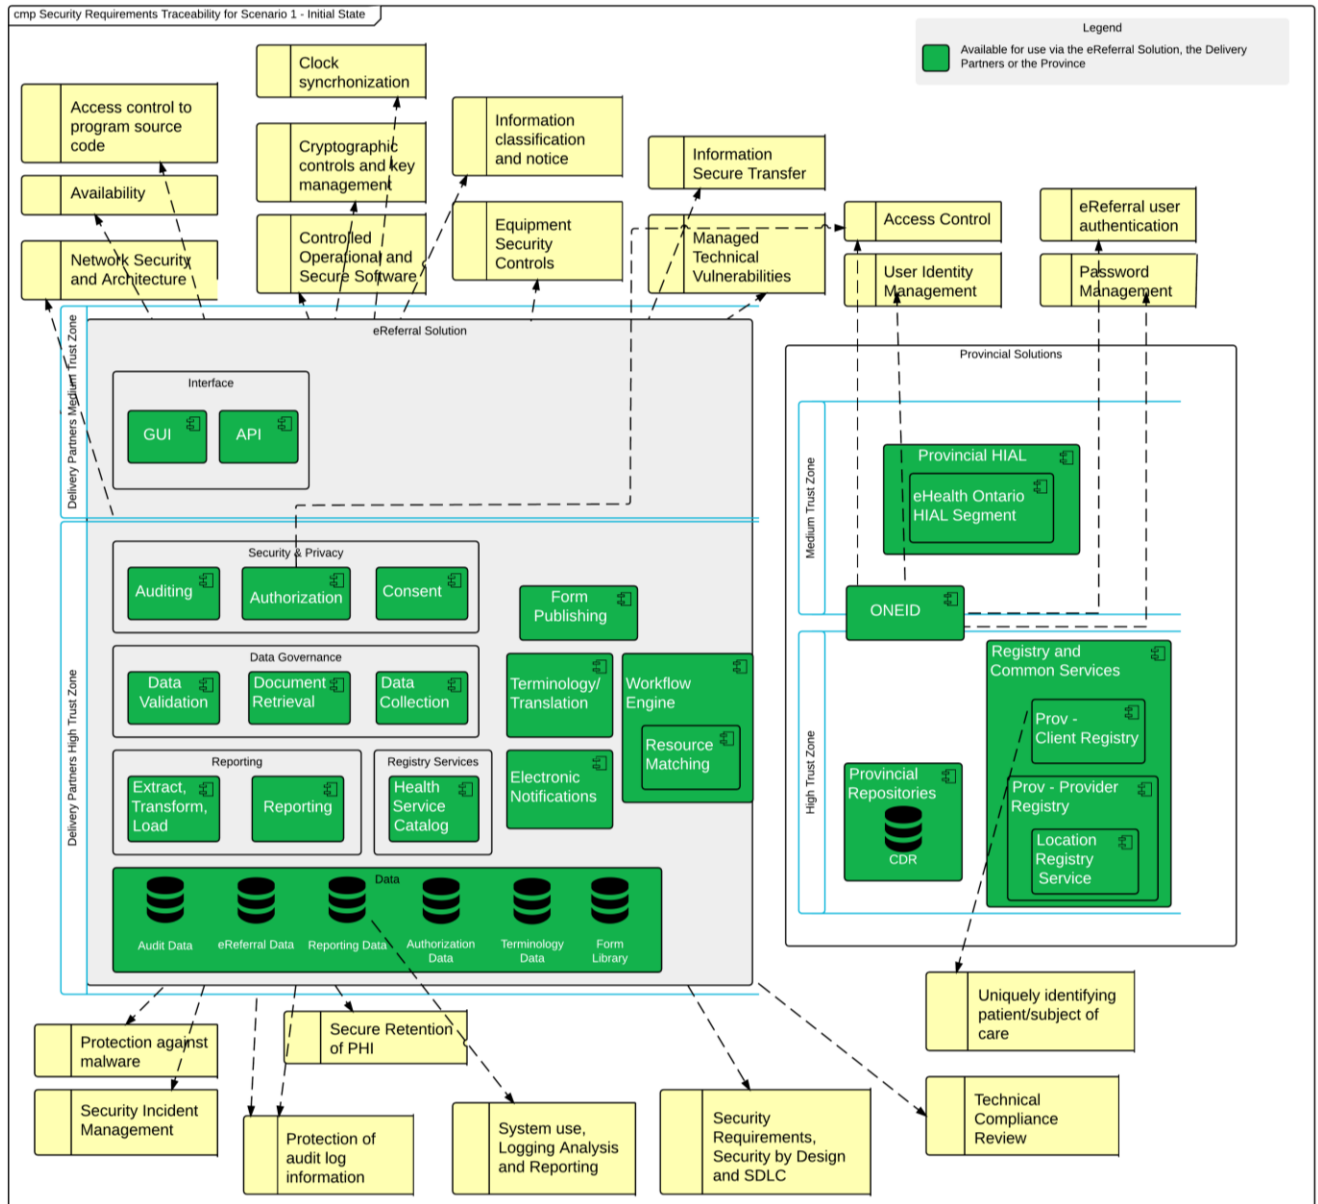 cmp Security Requirements Traceability for Scenario 1 - Initial State
Legend
Available for use via the eReferral Solution, the Delivery
Partners or the Province
Clock
syncrhonization
Access control to
program source
code
Information
classification
and notice
Cryptographic
controls and key
management
Information
Secure Transfer
Availability
Access Control
eReferral user
authentication
Equipment
Security
Controls
Controlled
Operational and
Secure Software
Managed
Technical
Vulnerabilities
Network Security
and Architecture
User Identity
Management
Password
Management
Delivery Partners Medium Trust Zone
eReferral Solution
Interface
GUI
API
Provincial Solutions
Medium Trust Zone
Provincial HIAL
eHealth Ontario
HIAL Segment
ONEID
Delivery Partners High Trust Zone
Security & Privacy
Auditing
Authorization
Consent
Form
Publishing
Data Governance
Data
Validation
Document
Retrieval
Data
Collection
Terminology/
Translation
Workflow
Engine
Resource
Matching
Reporting
Extract,
Transform,
Load
Reporting
Registry Services
Health
Service
Catalog
Electronic
Notifications
High Trust Zone
Registry and
Common Services
Prov -
Client Registry
Provincial
Repositories
CDR
Prov - Provider
Registry
Location
Registry
Service
Data
Audit Data
eReferral Data
Reporting Data
Authorization
Data
Terminology
Data
Form
Library
Uniquely identifying
patient/subject of
care
Protection against
malware
Secure Retention
of PHI
Security Incident
Management
Protection of
audit log
information
System use,
Logging Analysis
and Reporting
Security
Requirements,
Security by Design
and SDLC
Technical
Compliance
Review